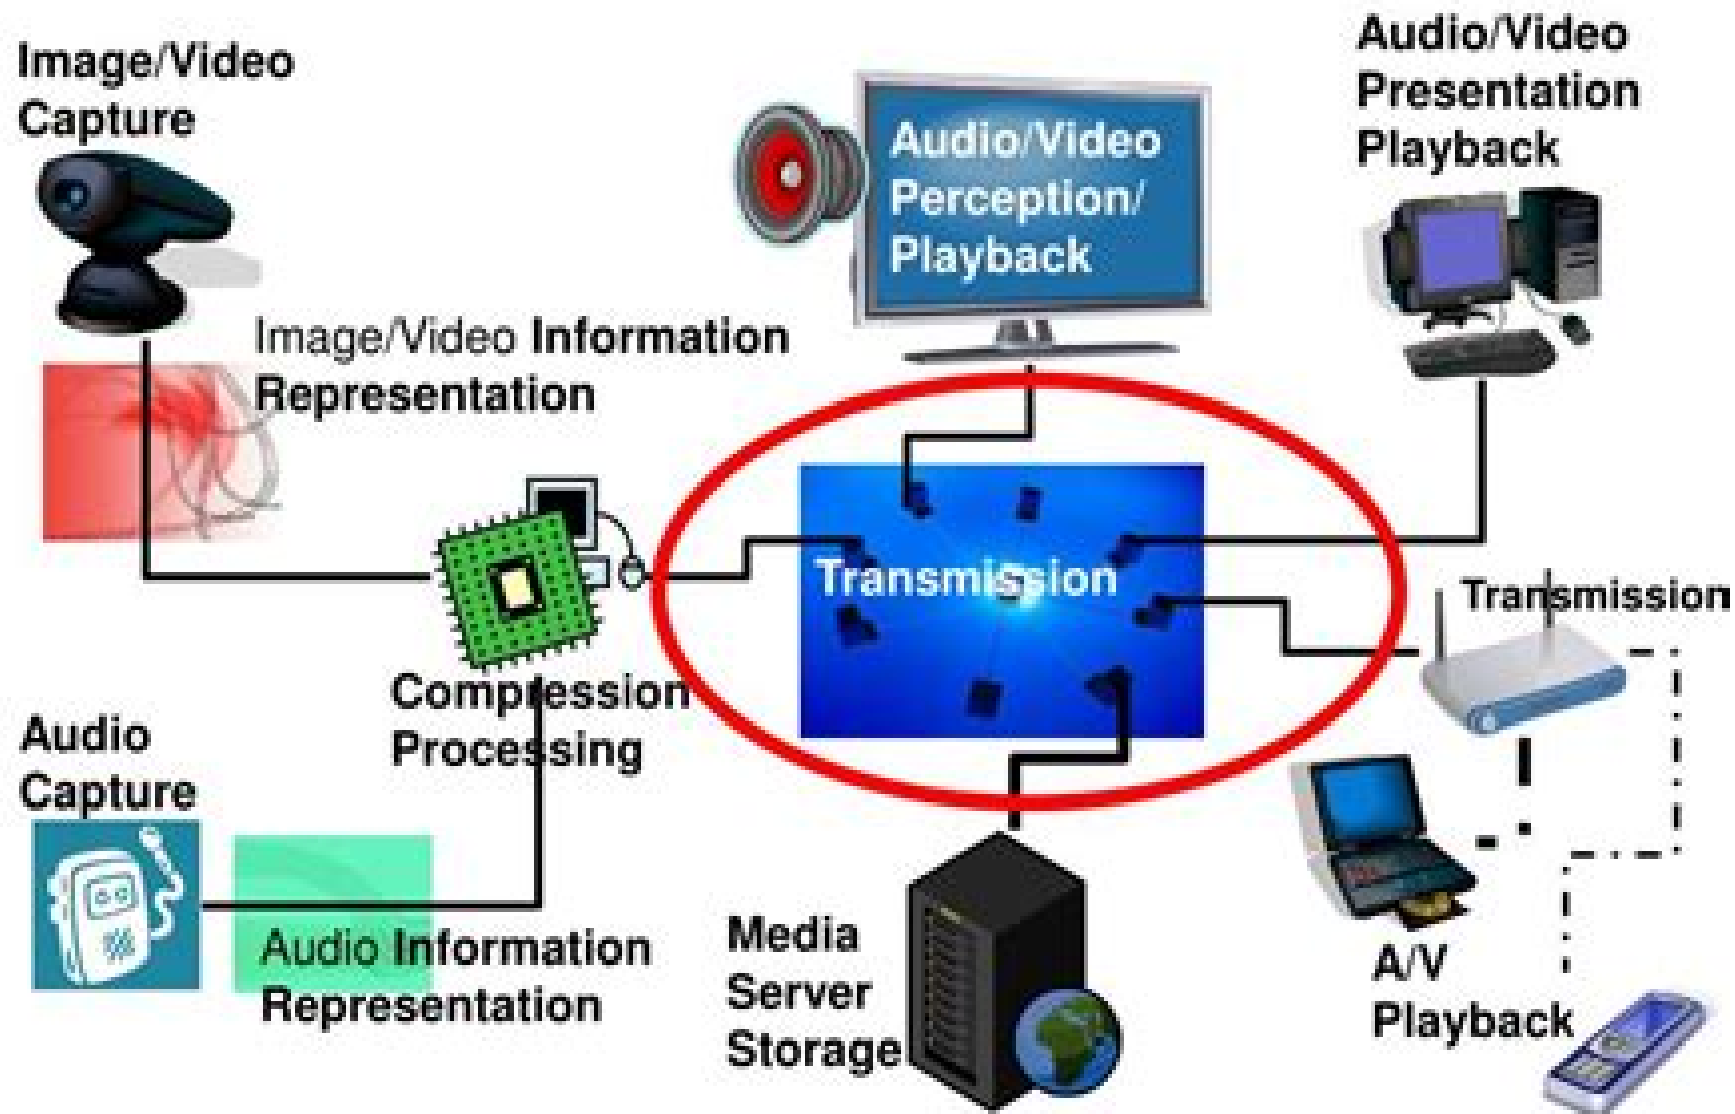 Image/Video
Capture
Audio/Video
Perception/
Playback
Audio/Video
Presentation
Playback
Image/Video Information
Representation
Transmission
Transmission
Compression
Processing
Audio
Capture
Audio Information
Representation
Media
Server
Storage
A/V
Playback